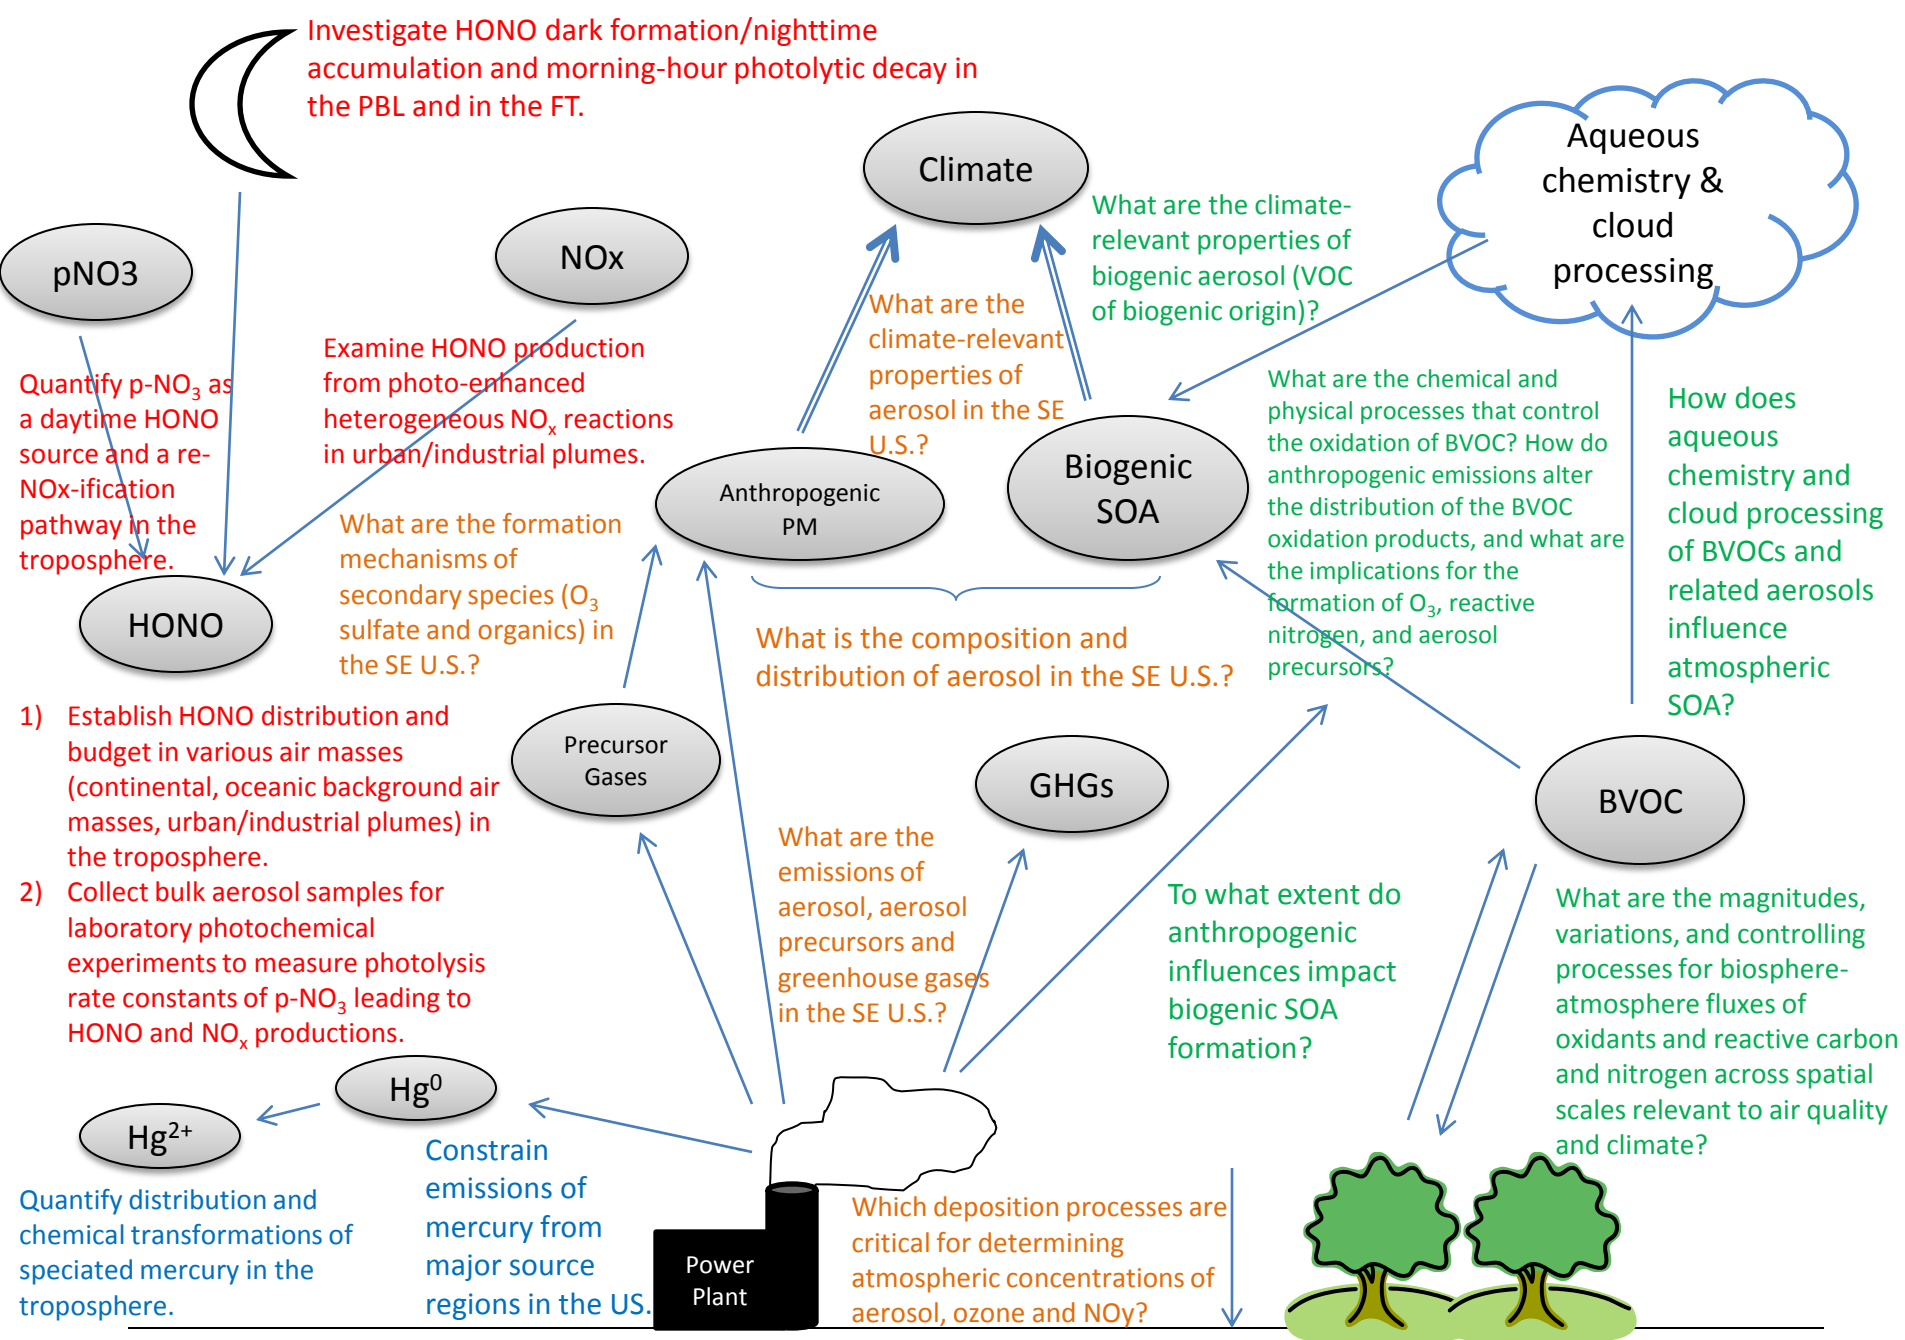 Investigate HONO dark formation/nighttime
accumulation and morning-hour photolytic decay in
the PBL and in the FT.
Climate
Aqueous
chemistry &
cloud
processing
What are the climate-
relevant properties of
biogenic aerosol (VOC
of biogenic origin)?
pNO3
NOx
What are the
climate-relevant
properties of
aerosol in the SE
U.S.?
Quantify p-NO3 as
a daytime HONO
source and a re-
NOx-ification
pathway in the
troposphere.
Examine HONO production
from photo-enhanced
heterogeneous NOx reactions
in urban/industrial plumes.
What are the chemical and
physical processes that control
the oxidation of BVOC? How do
anthropogenic emissions alter
the distribution of the BVOC
oxidation products, and what are
the implications for the
formation of O3, reactive
nitrogen, and aerosol
precursors?
How does
aqueous
chemistry and
cloud processing
of BVOCs and
related aerosols
influence
atmospheric
SOA?
Anthropogenic
PM
Biogenic
SOA
What are the formation
mechanisms of
secondary species (O3
sulfate and organics) in
the SE U.S.?
HONO
What is the composition and
distribution of aerosol in the SE U.S.?
1) Establish HONO distribution and
budget in various air masses
(continental, oceanic background air
masses, urban/industrial plumes) in
the troposphere.
2) Collect bulk aerosol samples for
laboratory photochemical
experiments to measure photolysis
rate constants of p-NO3 leading to
HONO and NOx productions.
Precursor
Gases
GHGs
BVOC
What are the
emissions of
aerosol, aerosol
precursors and
greenhouse gases
in the SE U.S.?
To what extent do
anthropogenic
influences impact
biogenic SOA
formation?
What are the magnitudes,
variations, and controlling
processes for biosphere-
atmosphere fluxes of
oxidants and reactive carbon
and nitrogen across spatial
scales relevant to air quality
and climate?
Hg0
Hg2+
Quantify distribution and
chemical transformations of
speciated mercury in the
troposphere.
Constrain
emissions of
mercury from
major source
regions in the US.
Power
Plant
Which deposition processes are
critical for determining
atmospheric concentrations of
aerosol, ozone and NOy?